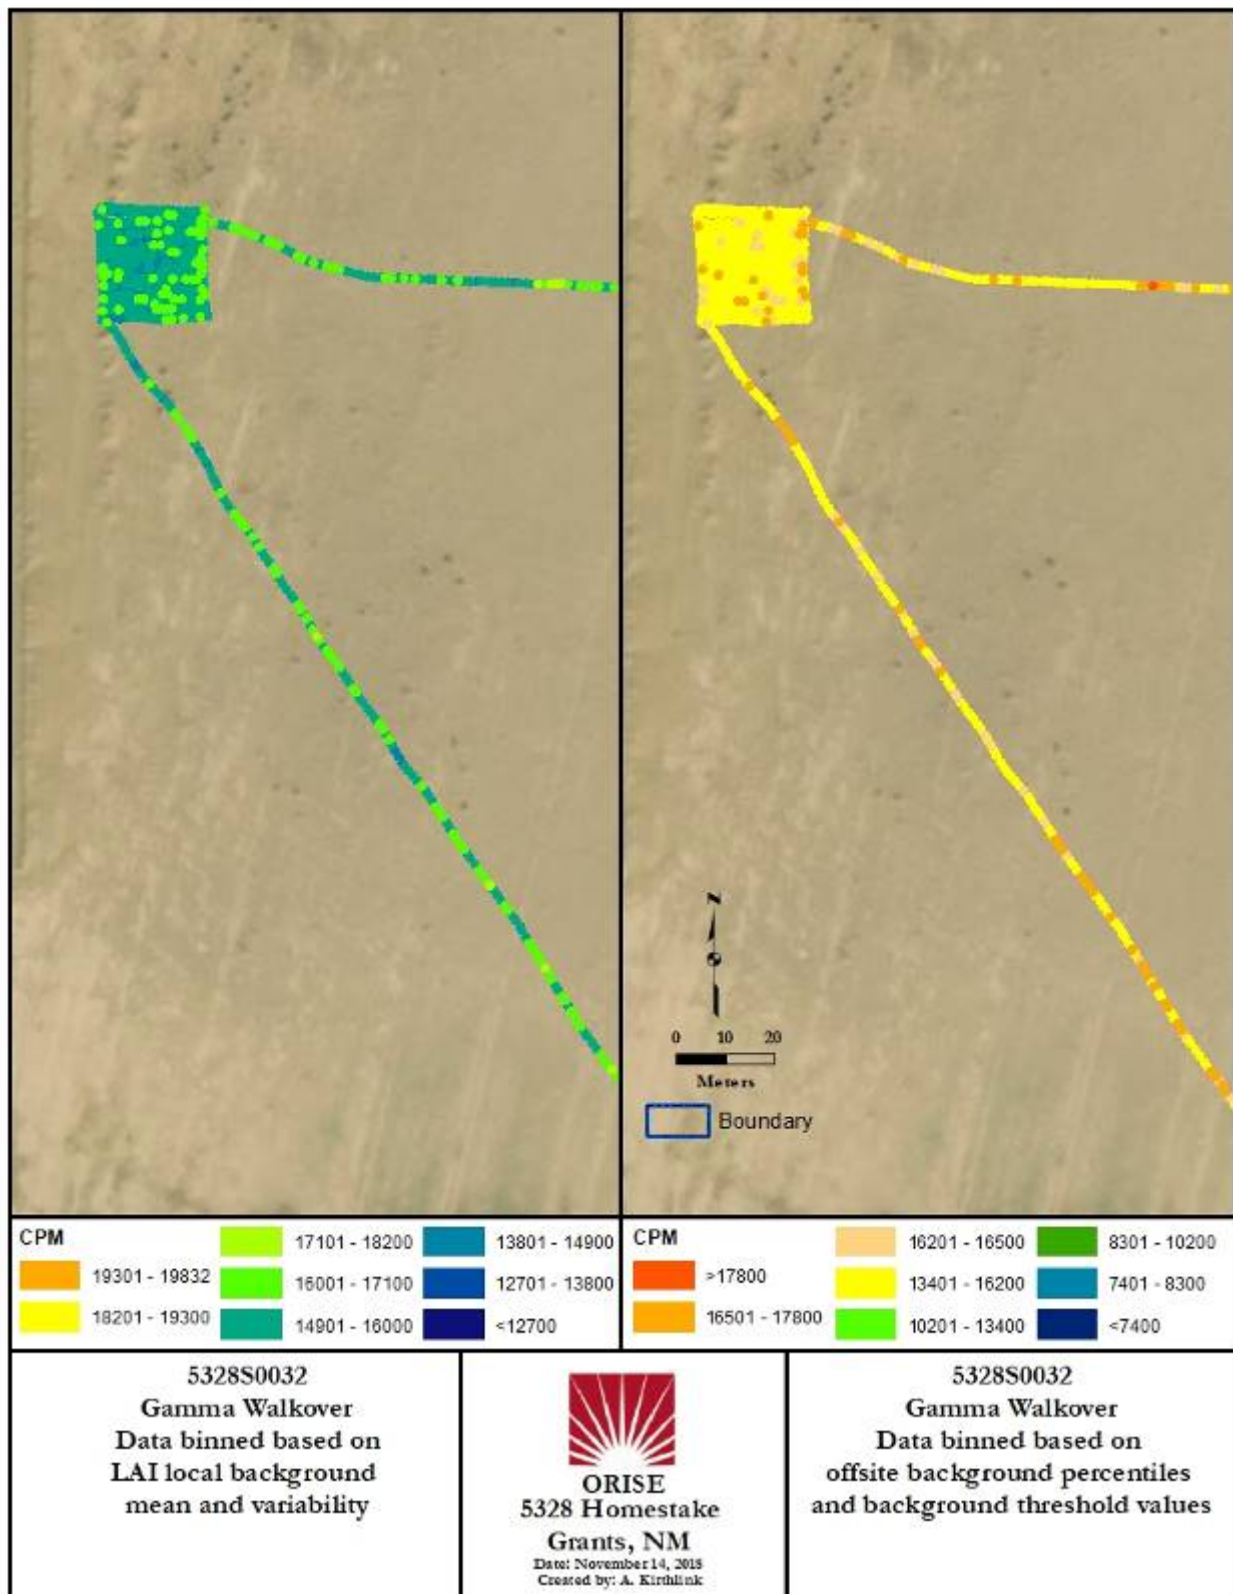 Z
0 10 20
Meters
Boundary
CPM
19301 - 19832
18201 - 19300
17101 - 18200
16001 - 17100
14901 - 16000
13801 - 14900
12701 - 13800
<12700
CPM
>17800
16501 - 17800
16201 - 16500
13401 - 16200
10201 - 13400
8301 - 10200
7401 - 8300
<7400
5328S0032
Gamma Walkover
Data binned based on
LAI local background
mean and variability
ORISE
5328 Homestake
Grants, NM
Date: November 14, 2018
Created by: A. Kirthlink
5328S0032
Gamma Walkover
Data binned based on
offsite background percentiles
and background threshold values